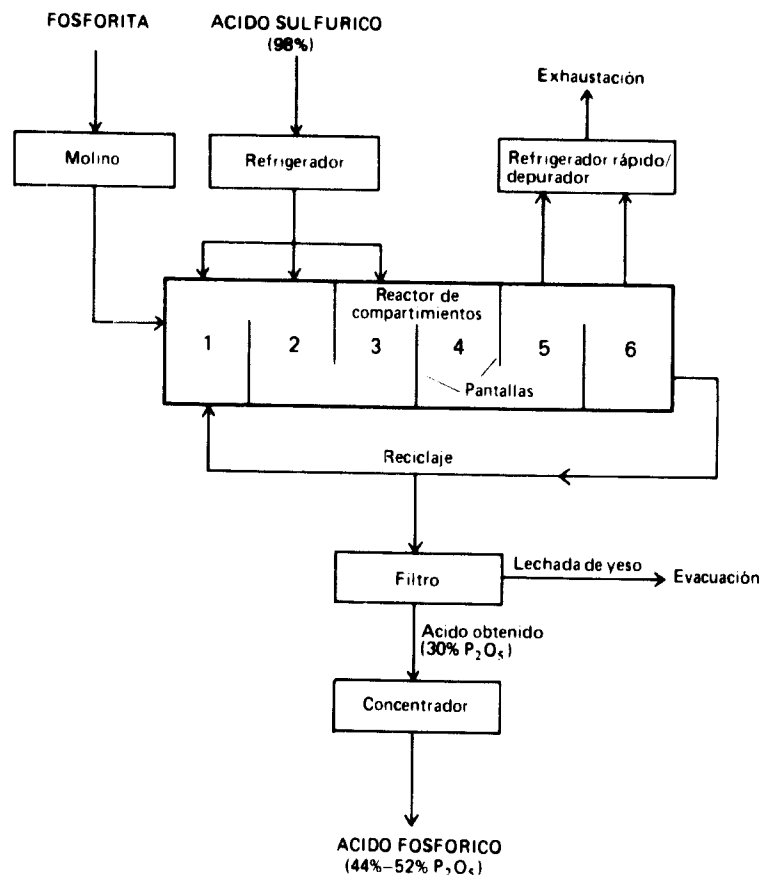 FOSFORITA
ACIDO SULFURICO
(98%)
Exhaustación
Molino
Refrigerador
Refrigerador rápido/
depurador
Reactor de
compartimientos
1
2
3
4
5
6
Pantallas
Reciclaje
Filtro
Lechada de yeso
Evacuación
Acido obtenido
(30% P₂O₅)
Concentrador
ACIDO FOSFORICO
(44%–52% P₂O₅)